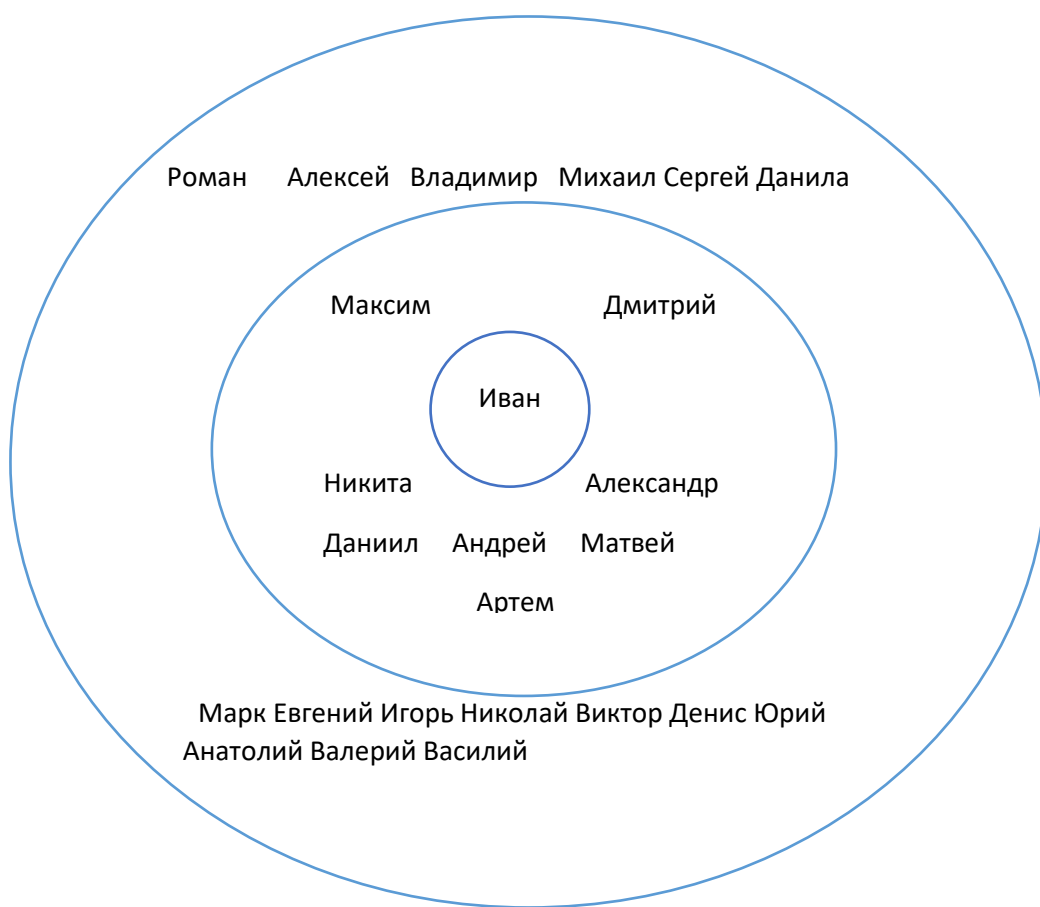 Роман Алексей Владимир Михаил Сергей Данила
Максим Дмитрий
Иван
Никита Александр
Даниил Андрей Матвей
Артем
Марк Евгений Игорь Николай Виктор Денис Юрий
Анатолий Валерий Василий